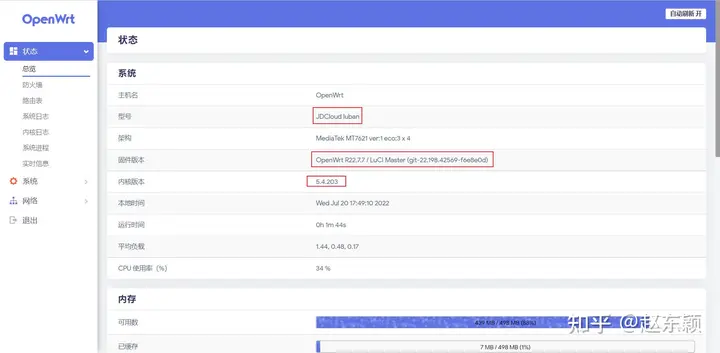 OpenWrt
自动刷新 开
状态
总览
防火墙
路由表
系统日志
内核日志
系统进程
实时信息
系统
网络
退出
状态
系统
主机名 OpenWrt
型号 JDCloud luban
架构 MediaTek MT7621 ver:1 eco:3 x 4
固件版本 OpenWrt R22.7.7 / LuCI Master (git-22.198.42569-f6e8a0d)
内核版本 5.4.203
本地时间 Wed Jul 20 17:49:10 2022
运行时间 0h 1m 44s
平均负载 1.44, 0.48, 0.17
CPU 使用率 (%) 34 %
内存
可用数 439 MB / 498 MB (88%)
已缓存 7 MB / 498 MB (1%)
知乎 @赵东颖